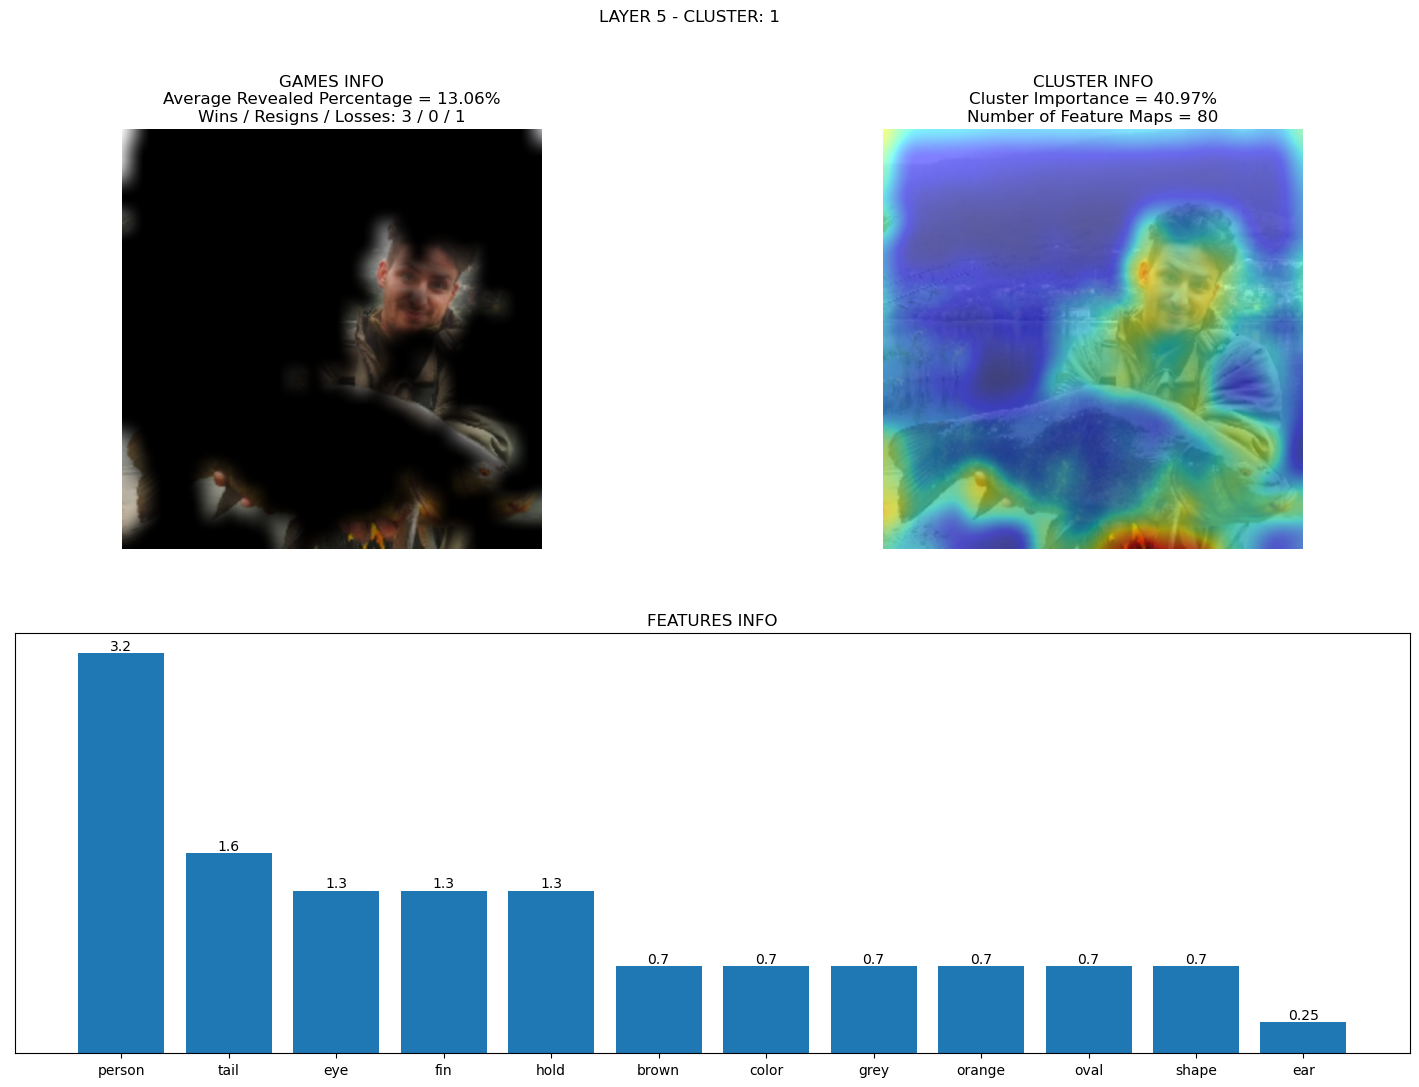 LAYER 5 - CLUSTER: 1
GAMES INFO
Average Revealed Percentage = 13.06%
Wins / Resigns / Losses: 3 / 0 / 1
CLUSTER INFO
Cluster Importance = 40.97%
Number of Feature Maps = 80
FEATURES INFO
3.2
1.6
1.3
1.3
1.3
0.7
0.7
0.7
0.7
0.7
0.7
0.25
person
tail
eye
fin
hold
brown
color
grey
orange
oval
shape
ear